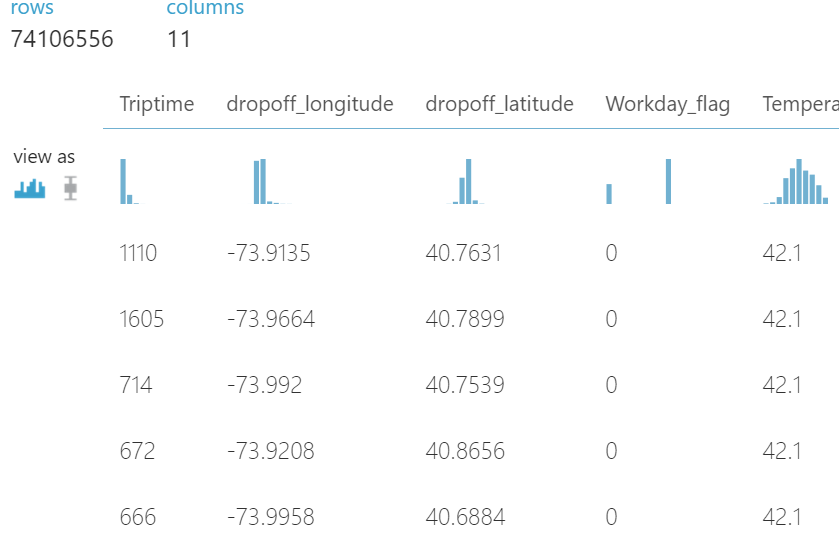 rows columns
74106556 11
Triptime dropoff_longitude dropoff_latitude Workday_flag Tempera
view as
1110 -73.9135 40.7631 0 42.1
1605 -73.9664 40.7899 0 42.1
714 -73.992 40.7539 0 42.1
672 -73.9208 40.8656 0 42.1
666 -73.9958 40.6884 0 42.1